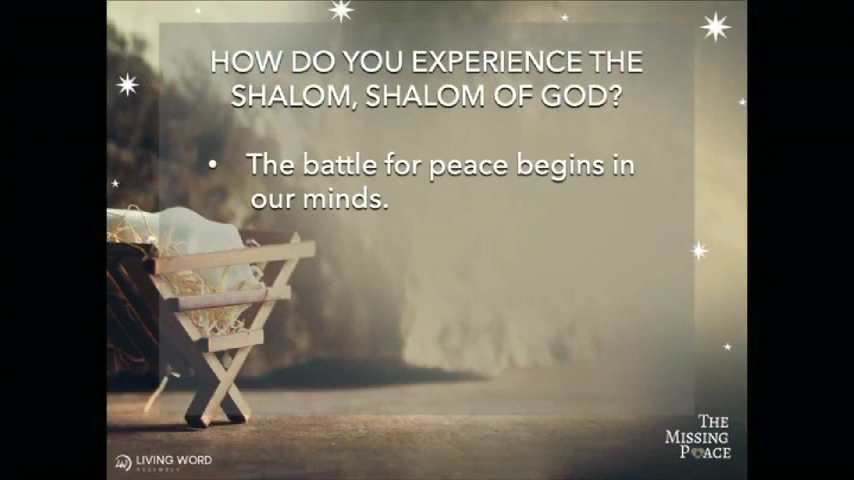 HOW DO YOU EXPERIENCE THE
SHALOM, SHALOM OF GOD?
• The battle for peace begins in
our minds.
THE
MISSING
PEACE
LIVING WORD
ASSEMBLY